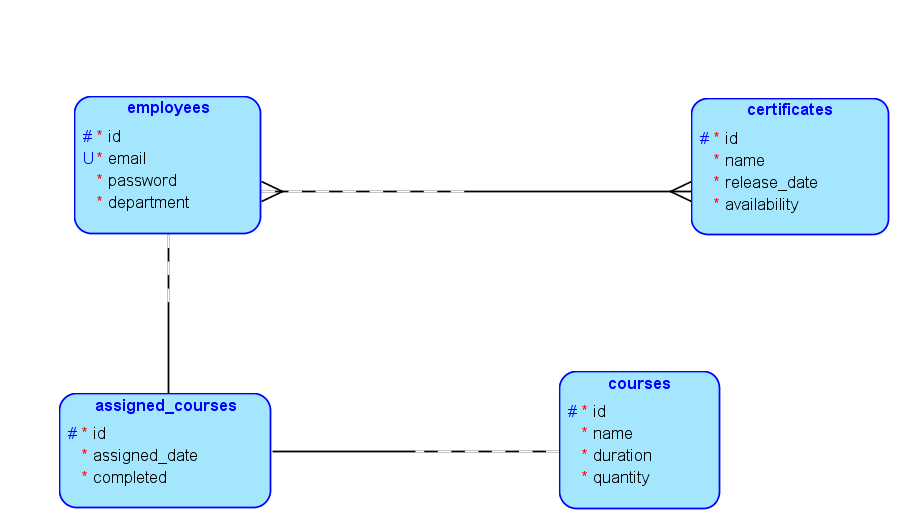 employees
# * id
U * email
* password
* department
certificates
# * id
* name
* release_date
* availability
assigned_courses
# * id
* assigned_date
* completed
courses
# * id
* name
* duration
* quantity